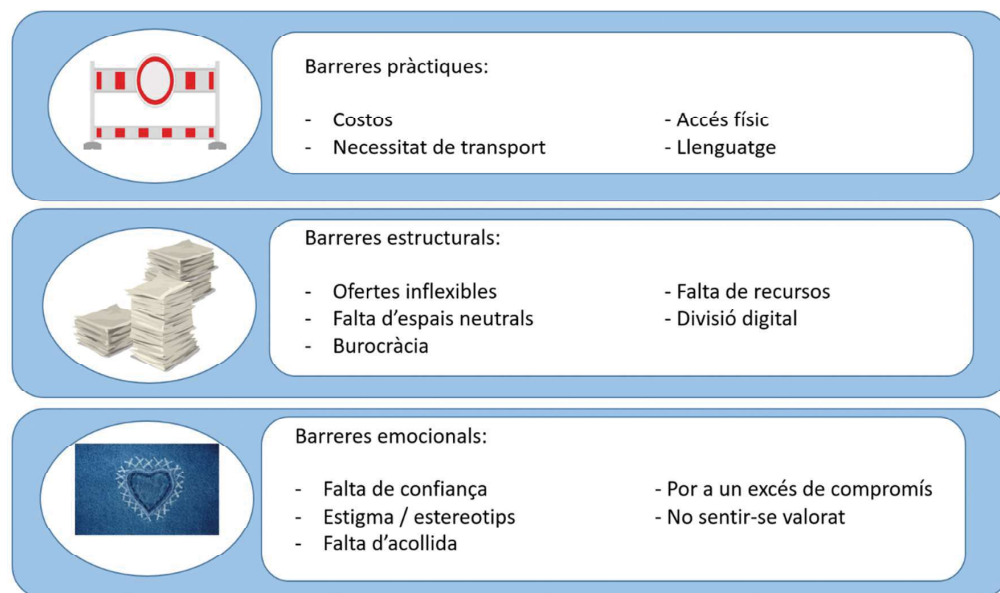 Barreres pràctiques:
- Costos
- Necessitat de transport
- Accés físic
- Llenguatge
Barreres estructurals:
- Ofertes inflexibles
- Falta d'espais neutrals
- Burocràcia
- Falta de recursos
- Divisió digital
Barreres emocionals:
- Falta de confiança
- Estigma / estereotips
- Falta d'acollida
- Por a un excés de compromís
- No sentir-se valorat